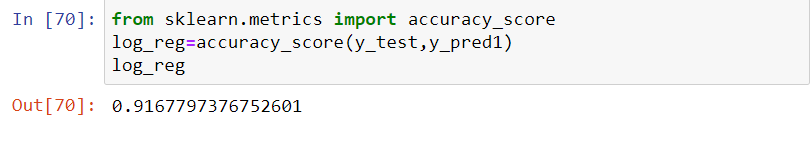 In [70]: from sklearn.metrics import accuracy_score
log_reg=accuracy_score(y_test,y_pred1)
log_reg
Out[70]: 0.9167797376752601